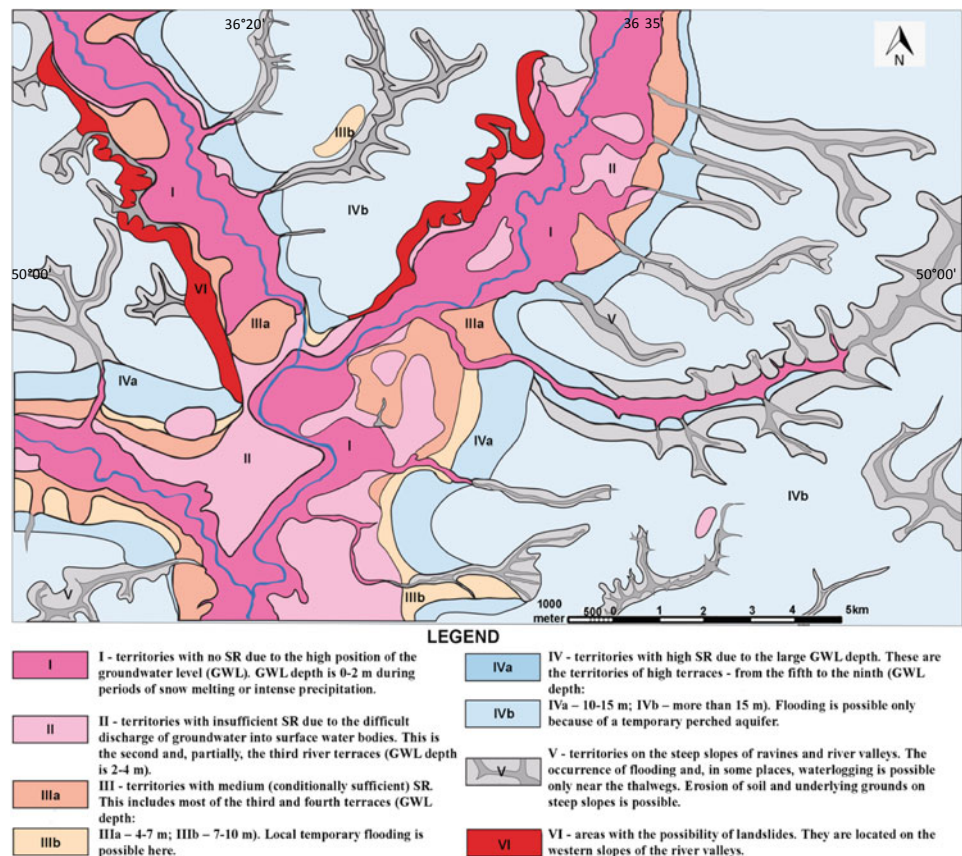 36°20'
36 35'
N
IIIb
II
I
IVb
I
50°00'
50°00'
VI
IIIa
IIIa
V
IVa
I
IVa
II
IVb
V
IIIb
1000
meter
500 0 1 2 3 4 5km
LEGEND
I
I - territories with no SR due to the high position of the
groundwater level (GWL). GWL depth is 0-2 m during
periods of snow melting or intense precipitation.
II
II - territories with insufficient SR due to the difficult
discharge of groundwater into surface water bodies. This is
the second and, partially, the third river terraces (GWL depth
is 2-4 m).
IIIa
III - territories with medium (conditionally sufficient) SR.
This includes most of the third and fourth terraces (GWL
depth:
IIIb
IIIa – 4-7 m; IIIb – 7-10 m). Local temporary flooding is
possible here.
IVa
IV - territories with high SR due to the large GWL depth. These are
the territories of high terraces - from the fifth to the ninth (GWL
depth:
IVb
IVa – 10-15 m; IVb – more than 15 m). Flooding is possible only
because of a temporary perched aquifer.
V
V - territories on the steep slopes of ravines and river valleys. The
occurrence of flooding and, in some places, waterlogging is possible
only near the thalwegs. Erosion of soil and underlying grounds on
steep slopes is possible.
VI
VI - areas with the possibility of landslides. They are located on the
western slopes of the river valleys.